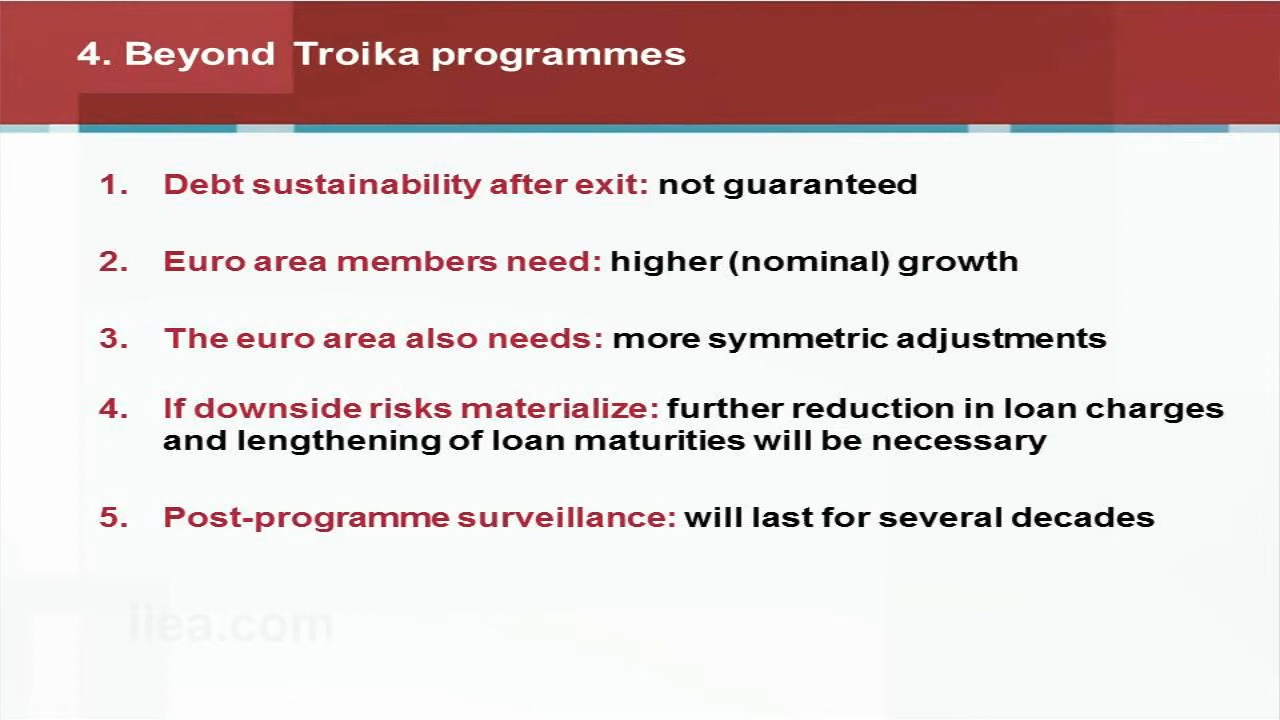 4. Beyond Troika programmes
1. Debt sustainability after exit: not guaranteed
2. Euro area members need: higher (nominal) growth
3. The euro area also needs: more symmetric adjustments
4. If downside risks materialize: further reduction in loan charges
and lengthening of loan maturities will be necessary
5. Post-programme surveillance: will last for several decades
iiea.com